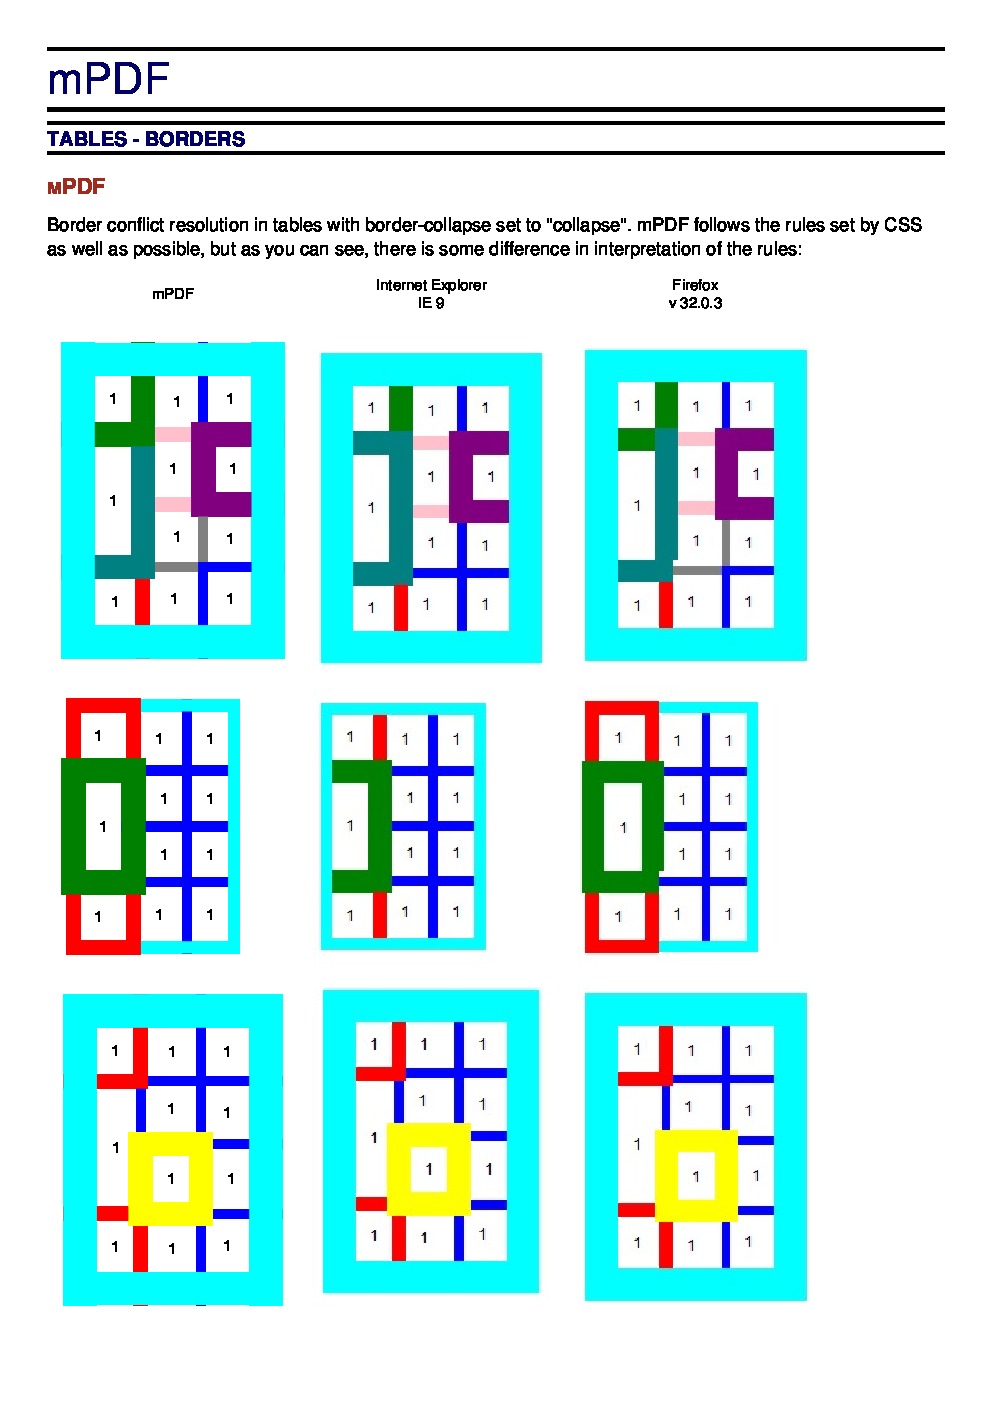 mPDF
TABLES - BORDERS
MPDF
Border conflict resolution in tables with border-collapse set to "collapse". mPDF follows the rules set by CSS
as well as possible, but as you can see, there is some difference in interpretation of the rules:
mPDF
Internet Explorer
IE 9
Firefox
v 32.0.3
1 1 1 1 1 1 1 1 1
1 1 1 1 1 1
1 1 1
1 1 1 1 1 1
1 1 1 1 1 1 1 1 1
1 1 1 1 1 1 1 1 1
1 1 1 1 1 1
1 1 1
1 1 1 1 1 1
1 1 1 1 1 1 1 1 1
1 1 1 1 1 1 1 1 1
1 1 1 1 1 1
1 1 1
1 1 1 1 1 1
1 1 1 1 1 1 1 1 1